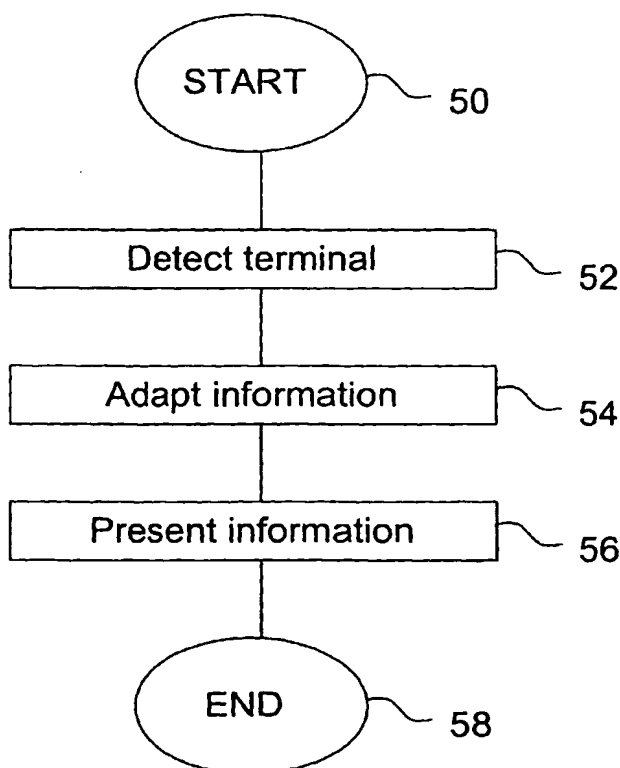 START
50
Detect terminal
52
Adapt information
54
Present information
56
END
58